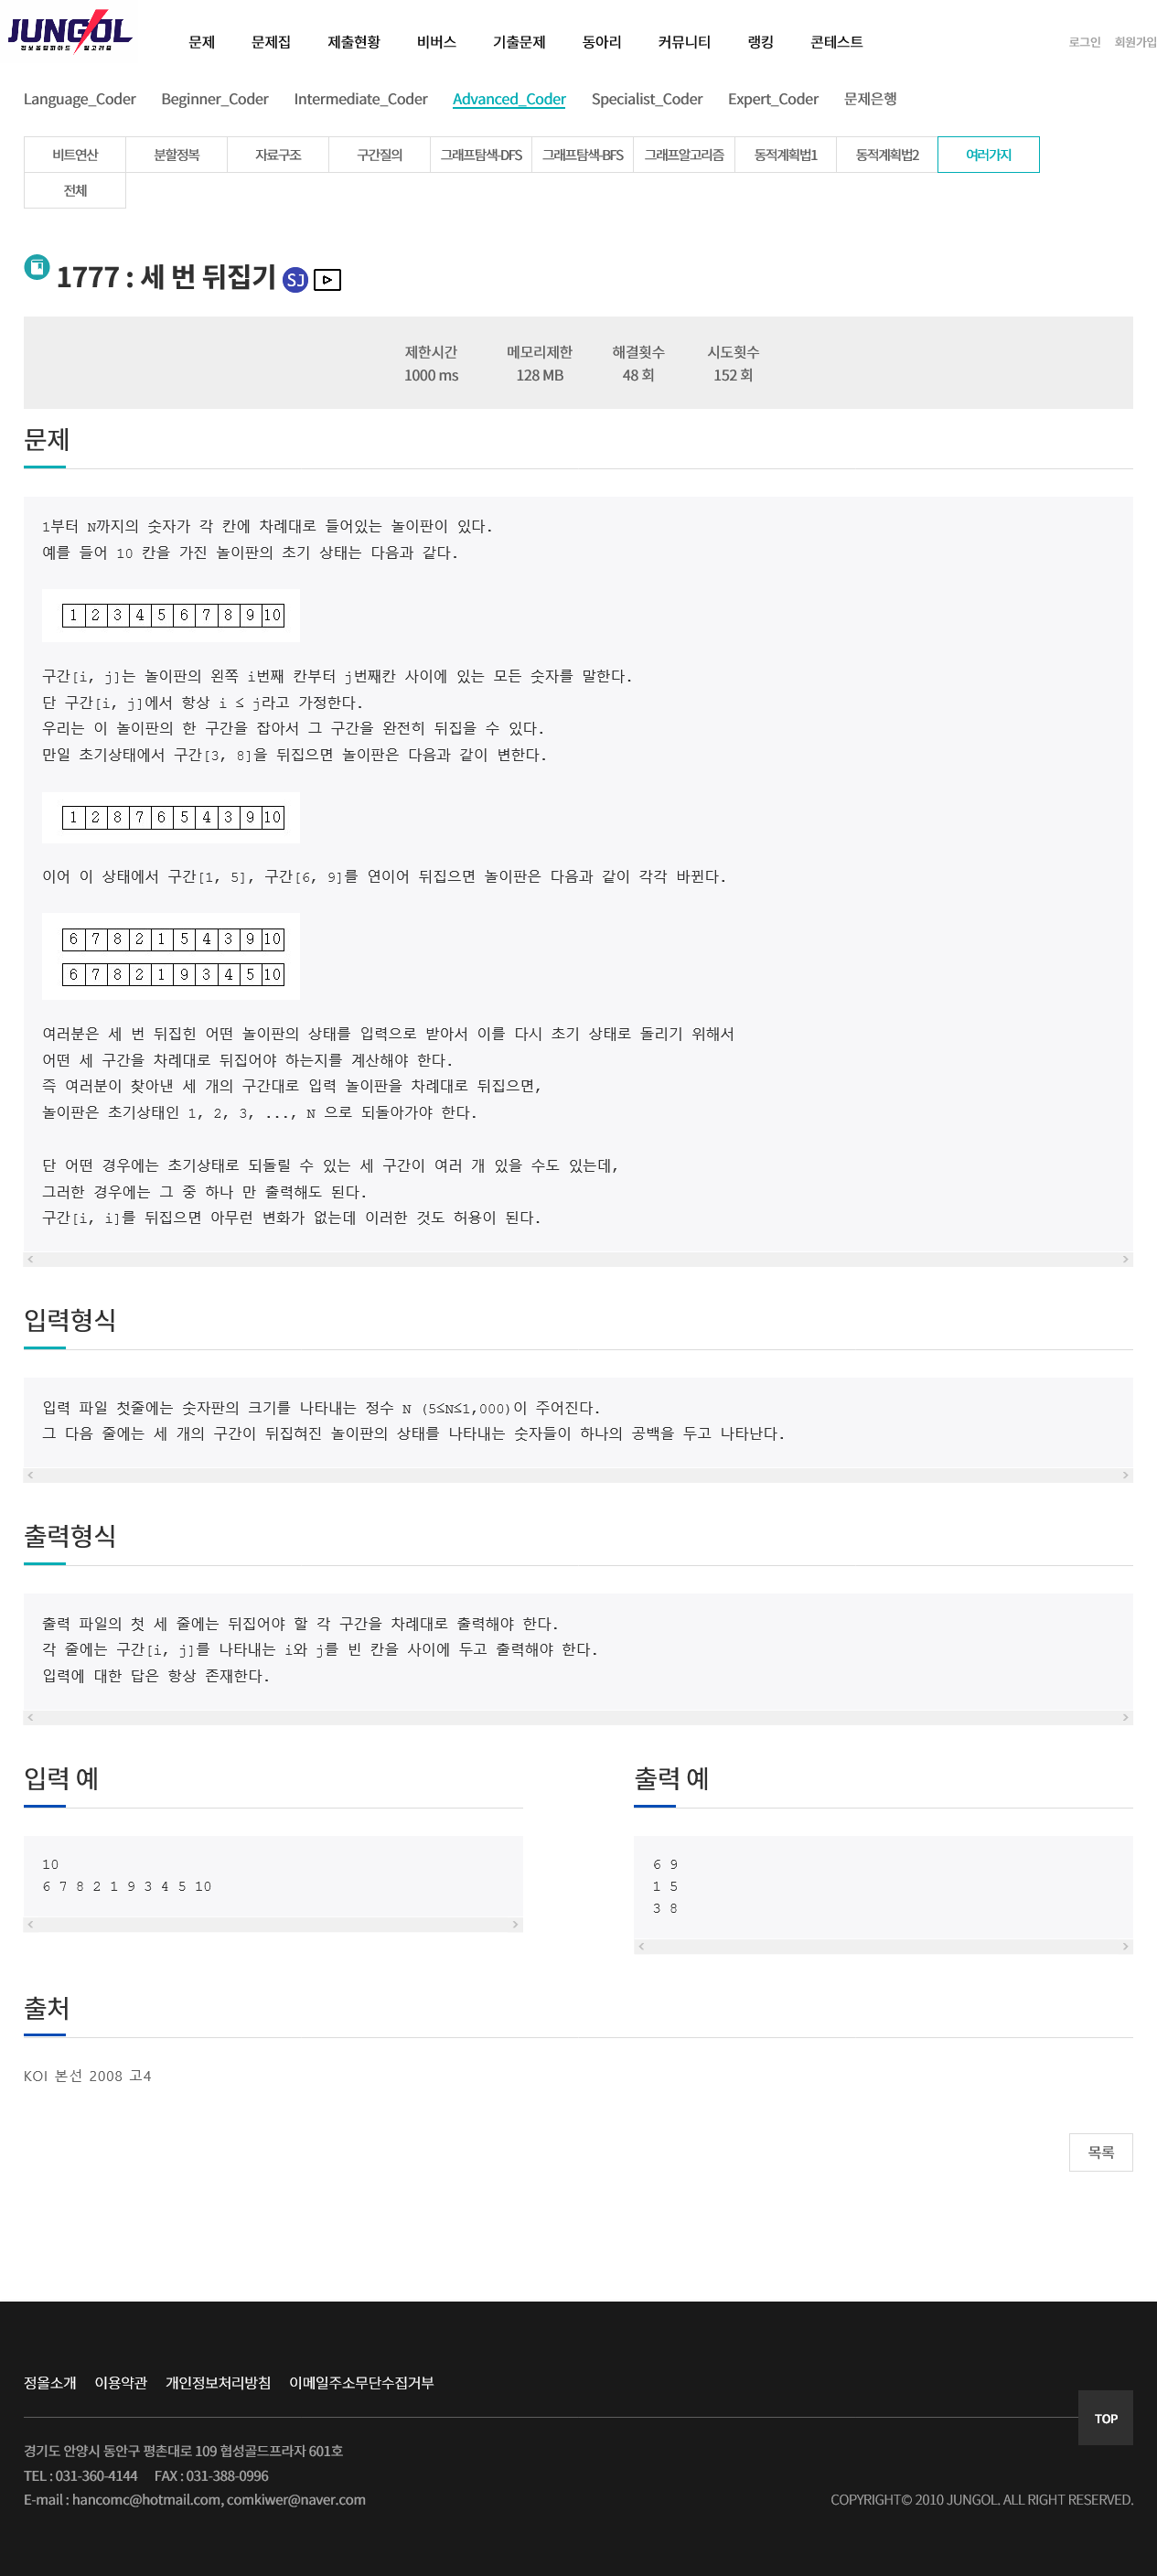 JUNGOL
정보올림피아드 알고리즘
문제 문제집 제출현황 비버스 기출문제 동아리 커뮤니티 랭킹 콘테스트 로그인 회원가입
Language_Coder Beginner_Coder Intermediate_Coder Advanced_Coder Specialist_Coder Expert_Coder 문제은행
비트연산 분할정복 자료구조 구간질의 그래프탐색-DFS 그래프탐색-BFS 그래프알고리즘 동적계획법1 동적계획법2 여러가지
전체
1777 : 세 번 뒤집기 SJ
제한시간 메모리제한 해결횟수 시도횟수
1000 ms 128 MB 48 회 152 회
문제
1부터 N까지의 숫자가 각 칸에 차례대로 들어있는 놀이판이 있다.
예를 들어 10 칸을 가진 놀이판의 초기 상태는 다음과 같다.
1 2 3 4 5 6 7 8 9 10
구간[i, j]는 놀이판의 왼쪽 i번째 칸부터 j번째칸 사이에 있는 모든 숫자를 말한다.
단 구간[i, j]에서 항상 i ≤ j라고 가정한다.
우리는 이 놀이판의 한 구간을 잡아서 그 구간을 완전히 뒤집을 수 있다.
만일 초기상태에서 구간[3, 8]을 뒤집으면 놀이판은 다음과 같이 변한다.
1 2 8 7 6 5 4 3 9 10
이어 이 상태에서 구간[1, 5], 구간[6, 9]를 연이어 뒤집으면 놀이판은 다음과 같이 각각 바뀐다.
6 7 8 2 1 5 4 3 9 10
6 7 8 2 1 9 3 4 5 10
여러분은 세 번 뒤집힌 어떤 놀이판의 상태를 입력으로 받아서 이를 다시 초기 상태로 돌리기 위해서
어떤 세 구간을 차례대로 뒤집어야 하는지를 계산해야 한다.
즉 여러분이 찾아낸 세 개의 구간대로 입력 놀이판을 차례대로 뒤집으면,
놀이판은 초기상태인 1, 2, 3, ..., N 으로 되돌아가야 한다.
단 어떤 경우에는 초기상태로 되돌릴 수 있는 세 구간이 여러 개 있을 수도 있는데,
그러한 경우에는 그 중 하나 만 출력해도 된다.
구간[i, i]를 뒤집으면 아무런 변화가 없는데 이러한 것도 허용이 된다.
입력형식
입력 파일 첫줄에는 숫자판의 크기를 나타내는 정수 N (5≤N≤1,000)이 주어진다.
그 다음 줄에는 세 개의 구간이 뒤집혀진 놀이판의 상태를 나타내는 숫자들이 하나의 공백을 두고 나타난다.
출력형식
출력 파일의 첫 세 줄에는 뒤집어야 할 각 구간을 차례대로 출력해야 한다.
각 줄에는 구간[i, j]를 나타내는 i와 j를 빈 칸을 사이에 두고 출력해야 한다.
입력에 대한 답은 항상 존재한다.
입력 예
10
6 7 8 2 1 9 3 4 5 10
출력 예
6 9
1 5
3 8
출처
KOI 본선 2008 고4
목록
정올소개 이용약관 개인정보처리방침 이메일주소무단수집거부
TOP
경기도 안양시 동안구 평촌대로 109 협성골드프라자 601호
TEL : 031-360-4144 FAX : 031-388-0996
E-mail : hancomc@hotmail.com, comkiwer@naver.com COPYRIGHT© 2010 JUNGOL. ALL RIGHT RESERVED.